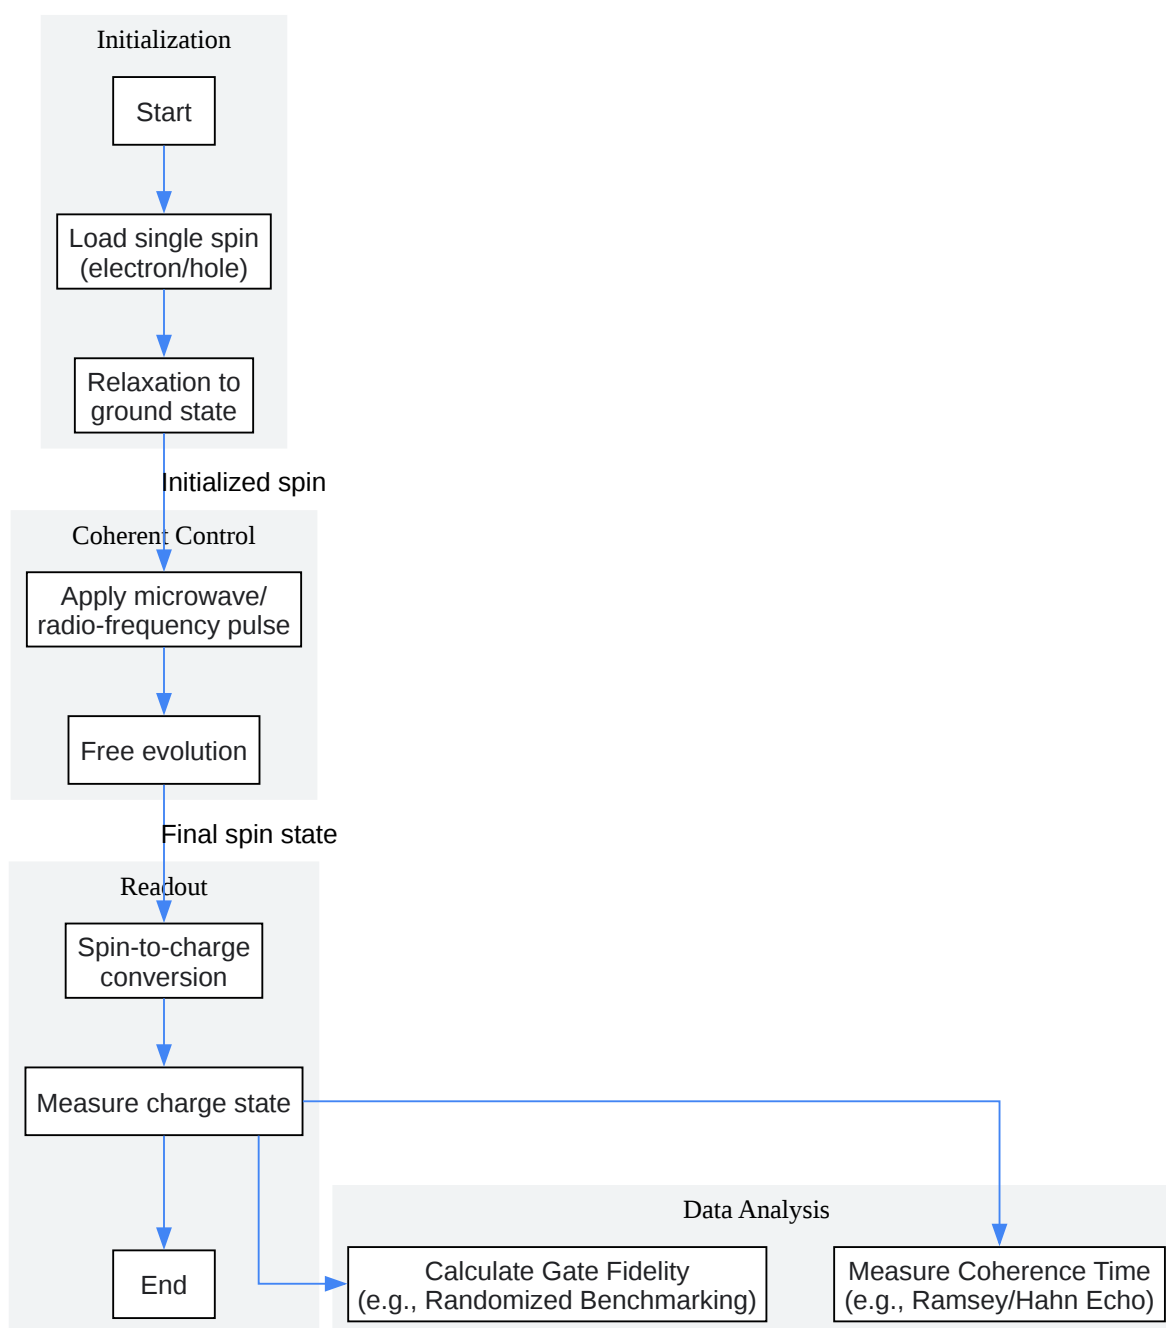 Initialization
Start
Load single spin
(electron/hole)
Relaxation to
ground state
Initialized spin
Coherent Control
Apply microwave/
radio-frequency pulse
Free evolution
Final spin state
Readout
Spin-to-charge
conversion
Measure charge state
End
Data Analysis
Calculate Gate Fidelity
(e.g., Randomized Benchmarking)
Measure Coherence Time
(e.g., Ramsey/Hahn Echo)